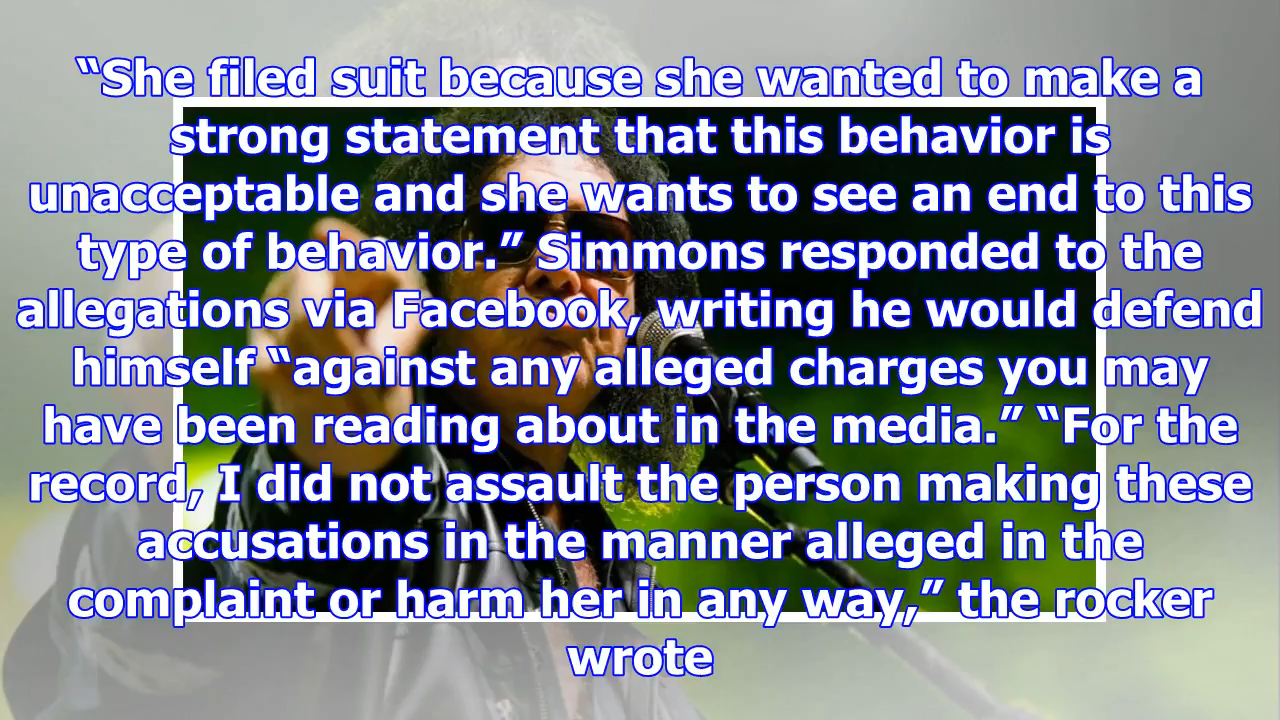 “She filed suit because she wanted to make a
strong statement that this behavior is
unacceptable and she wants to see an end to this
type of behavior.” Simmons responded to the
allegations via Facebook, writing he would defend
himself “against any alleged charges you may
have been reading about in the media.” “For the
record, I did not assault the person making these
accusations in the manner alleged in the
complaint or harm her in any way,” the rocker
wrote